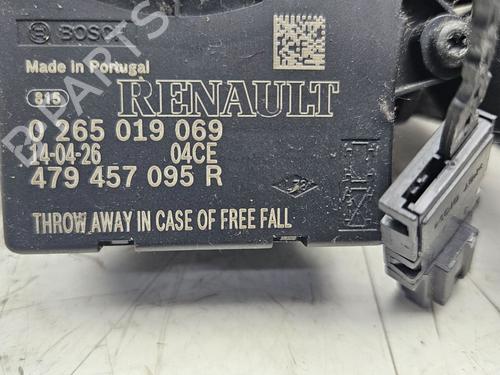 BOSCH
Made in Portugal
815
RENAULT
0 265 019 069
14-04-26 04CE
479 457 095 R
THROW AWAY IN CASE OF FREE FALL